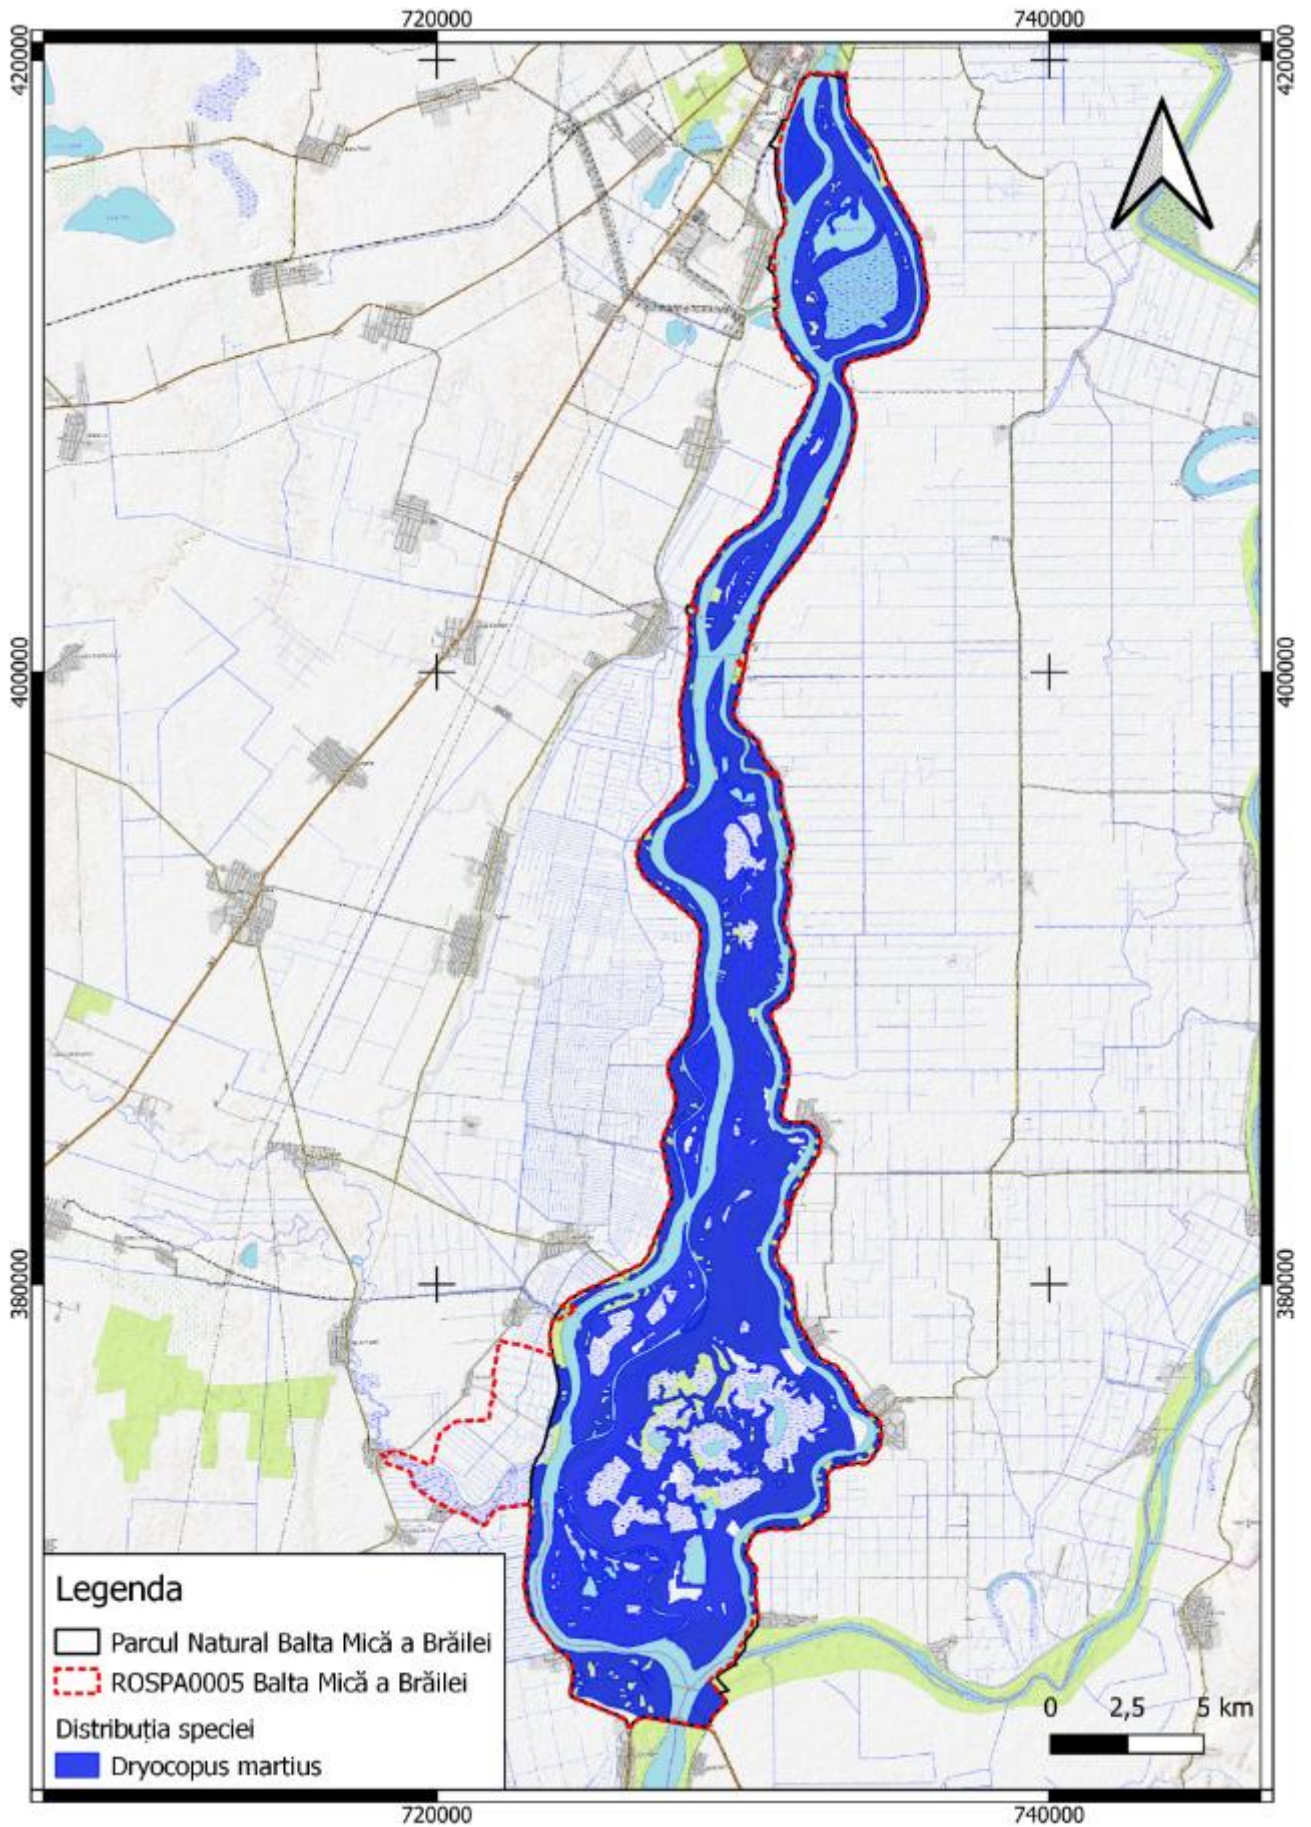 720000
740000
420000
420000
400000
400000
380000
380000
Legenda
Parcul Natural Balta Mică a Brăilei
ROSPA0005 Balta Mică a Brăilei
Distribuția speciei
Dryocopus martius
0 2,5 5 km
720000
740000